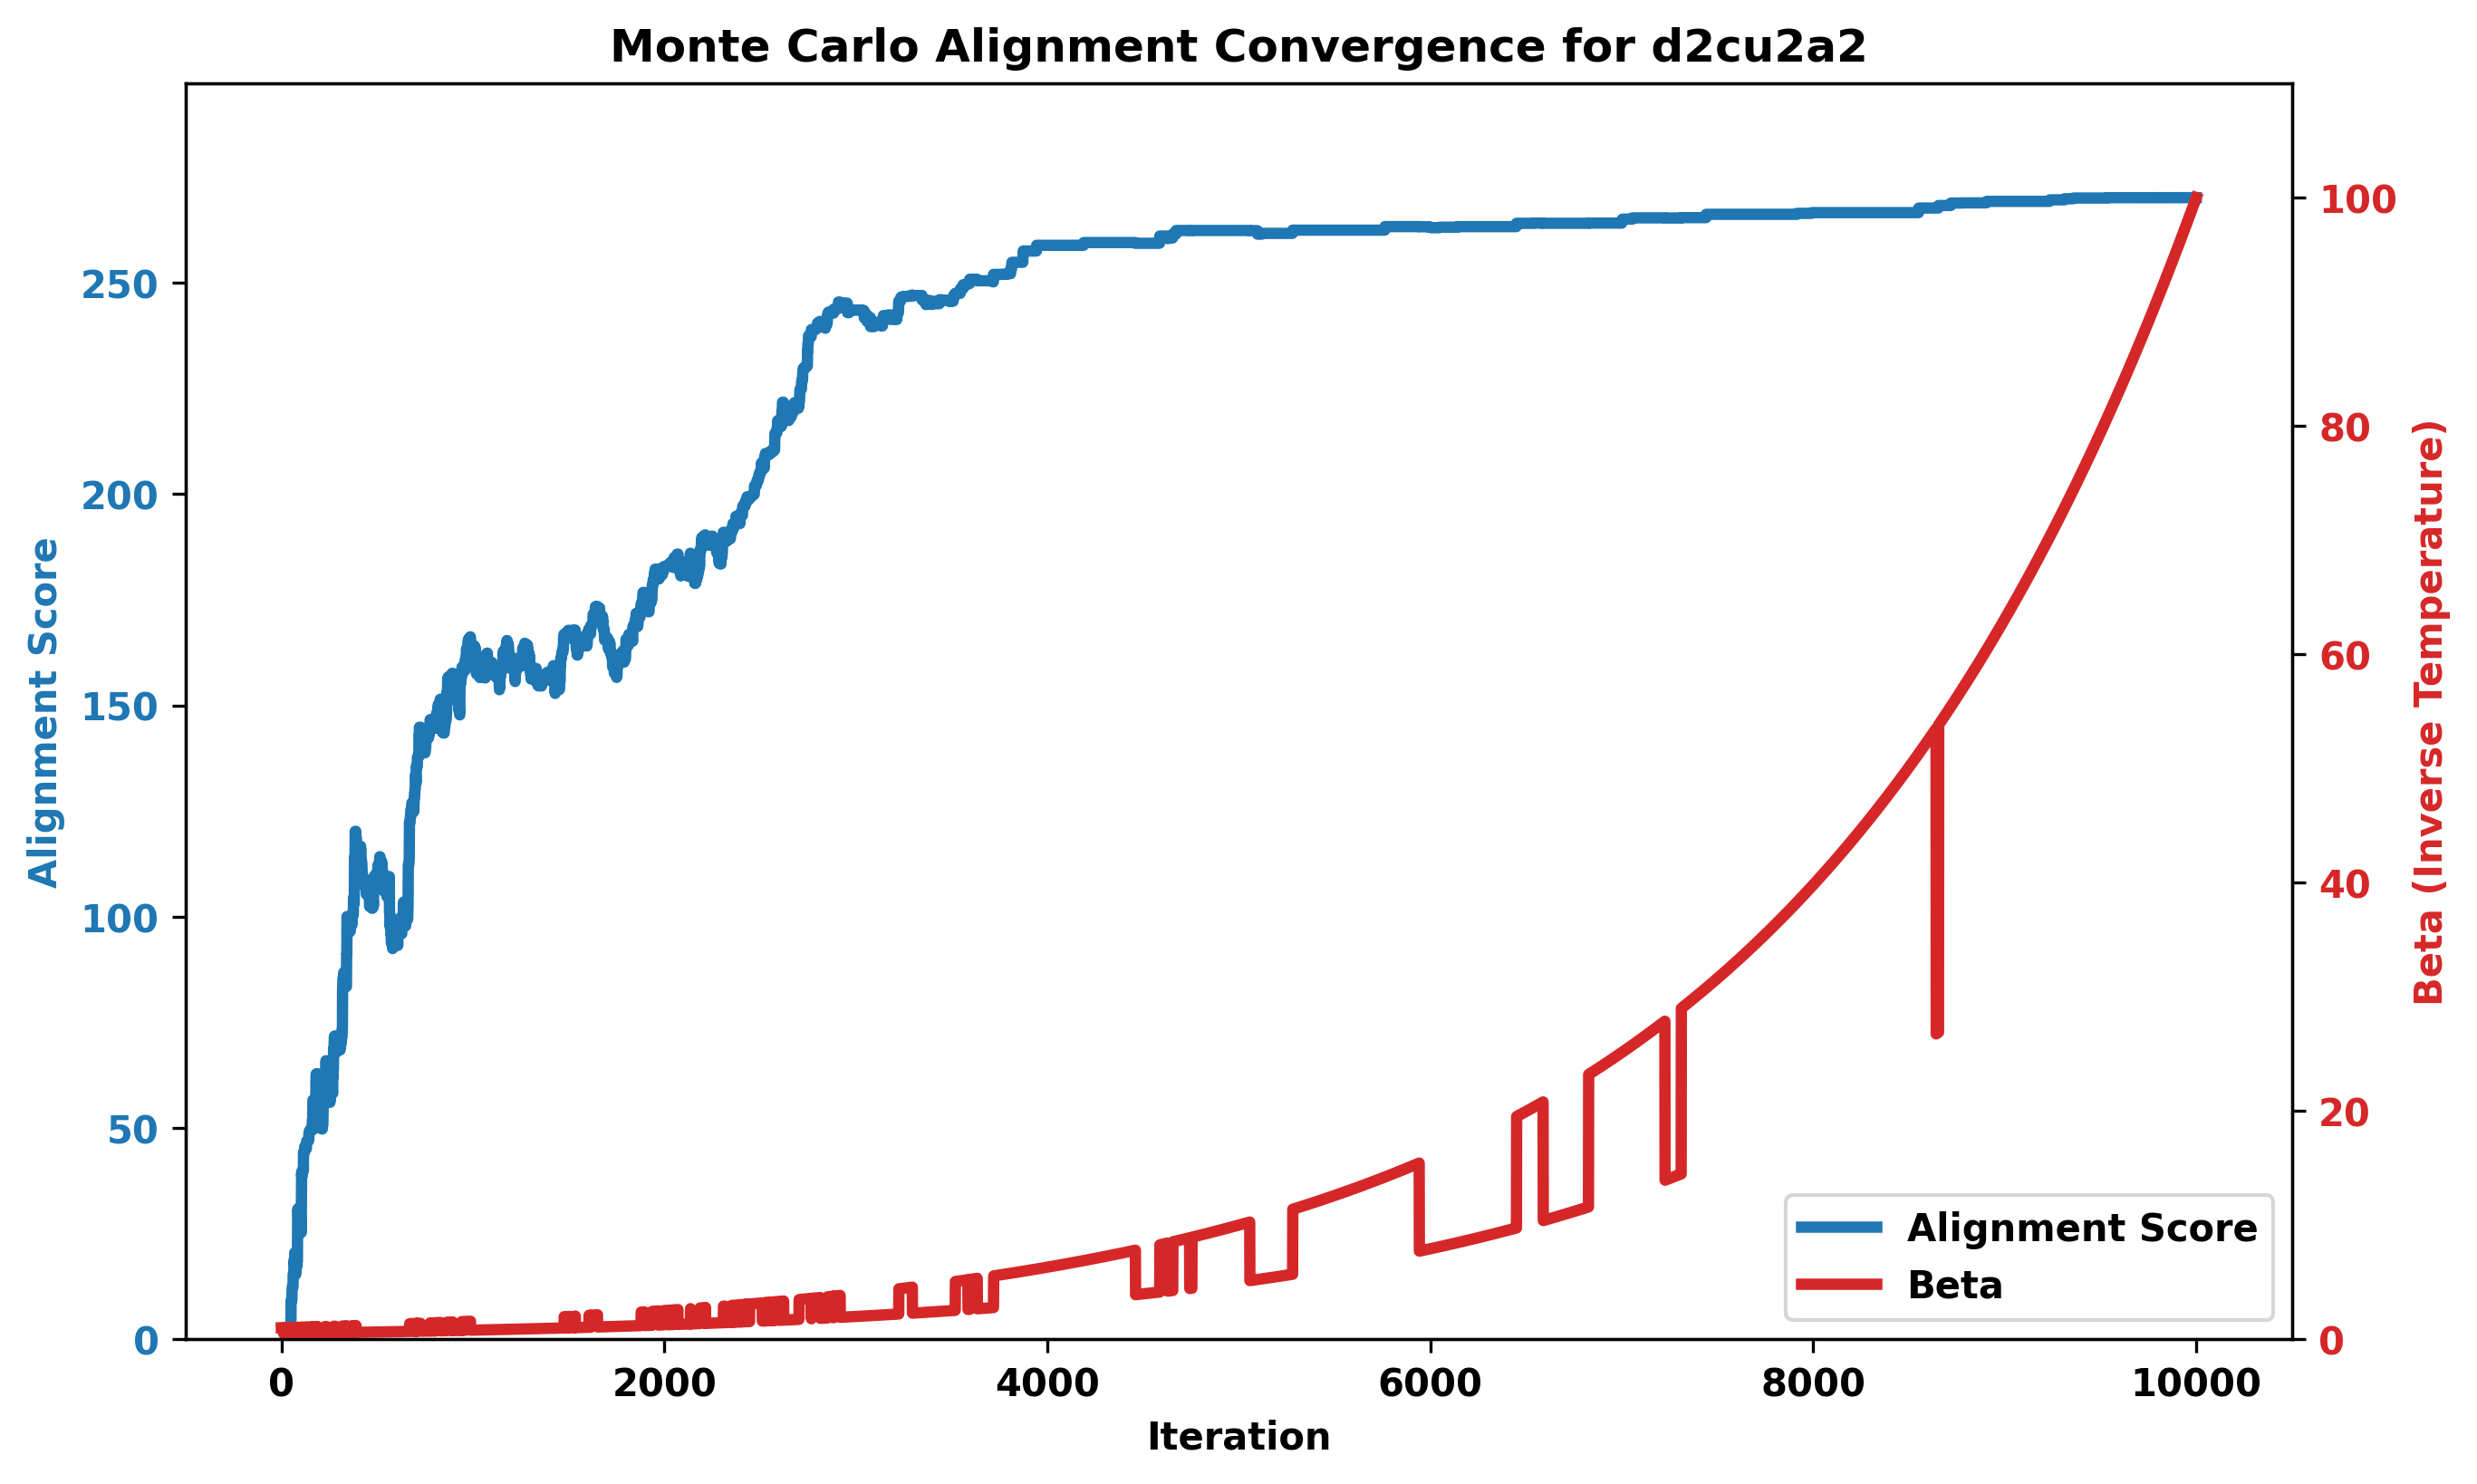 Monte Carlo Alignment Convergence for d2cu2a2
Alignment Score
250
200
150
100
50
0
0 2000 4000 6000 8000 10000
Iteration
100
80
60
40
20
0
Beta (Inverse Temperature)
Alignment Score
Beta